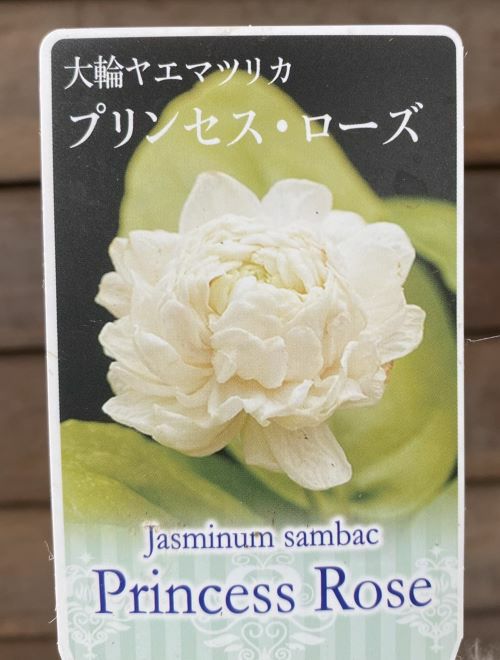 大輪ヤエマツリカ
プリンセス・ローズ
Jasminum sambac
Princess Rose